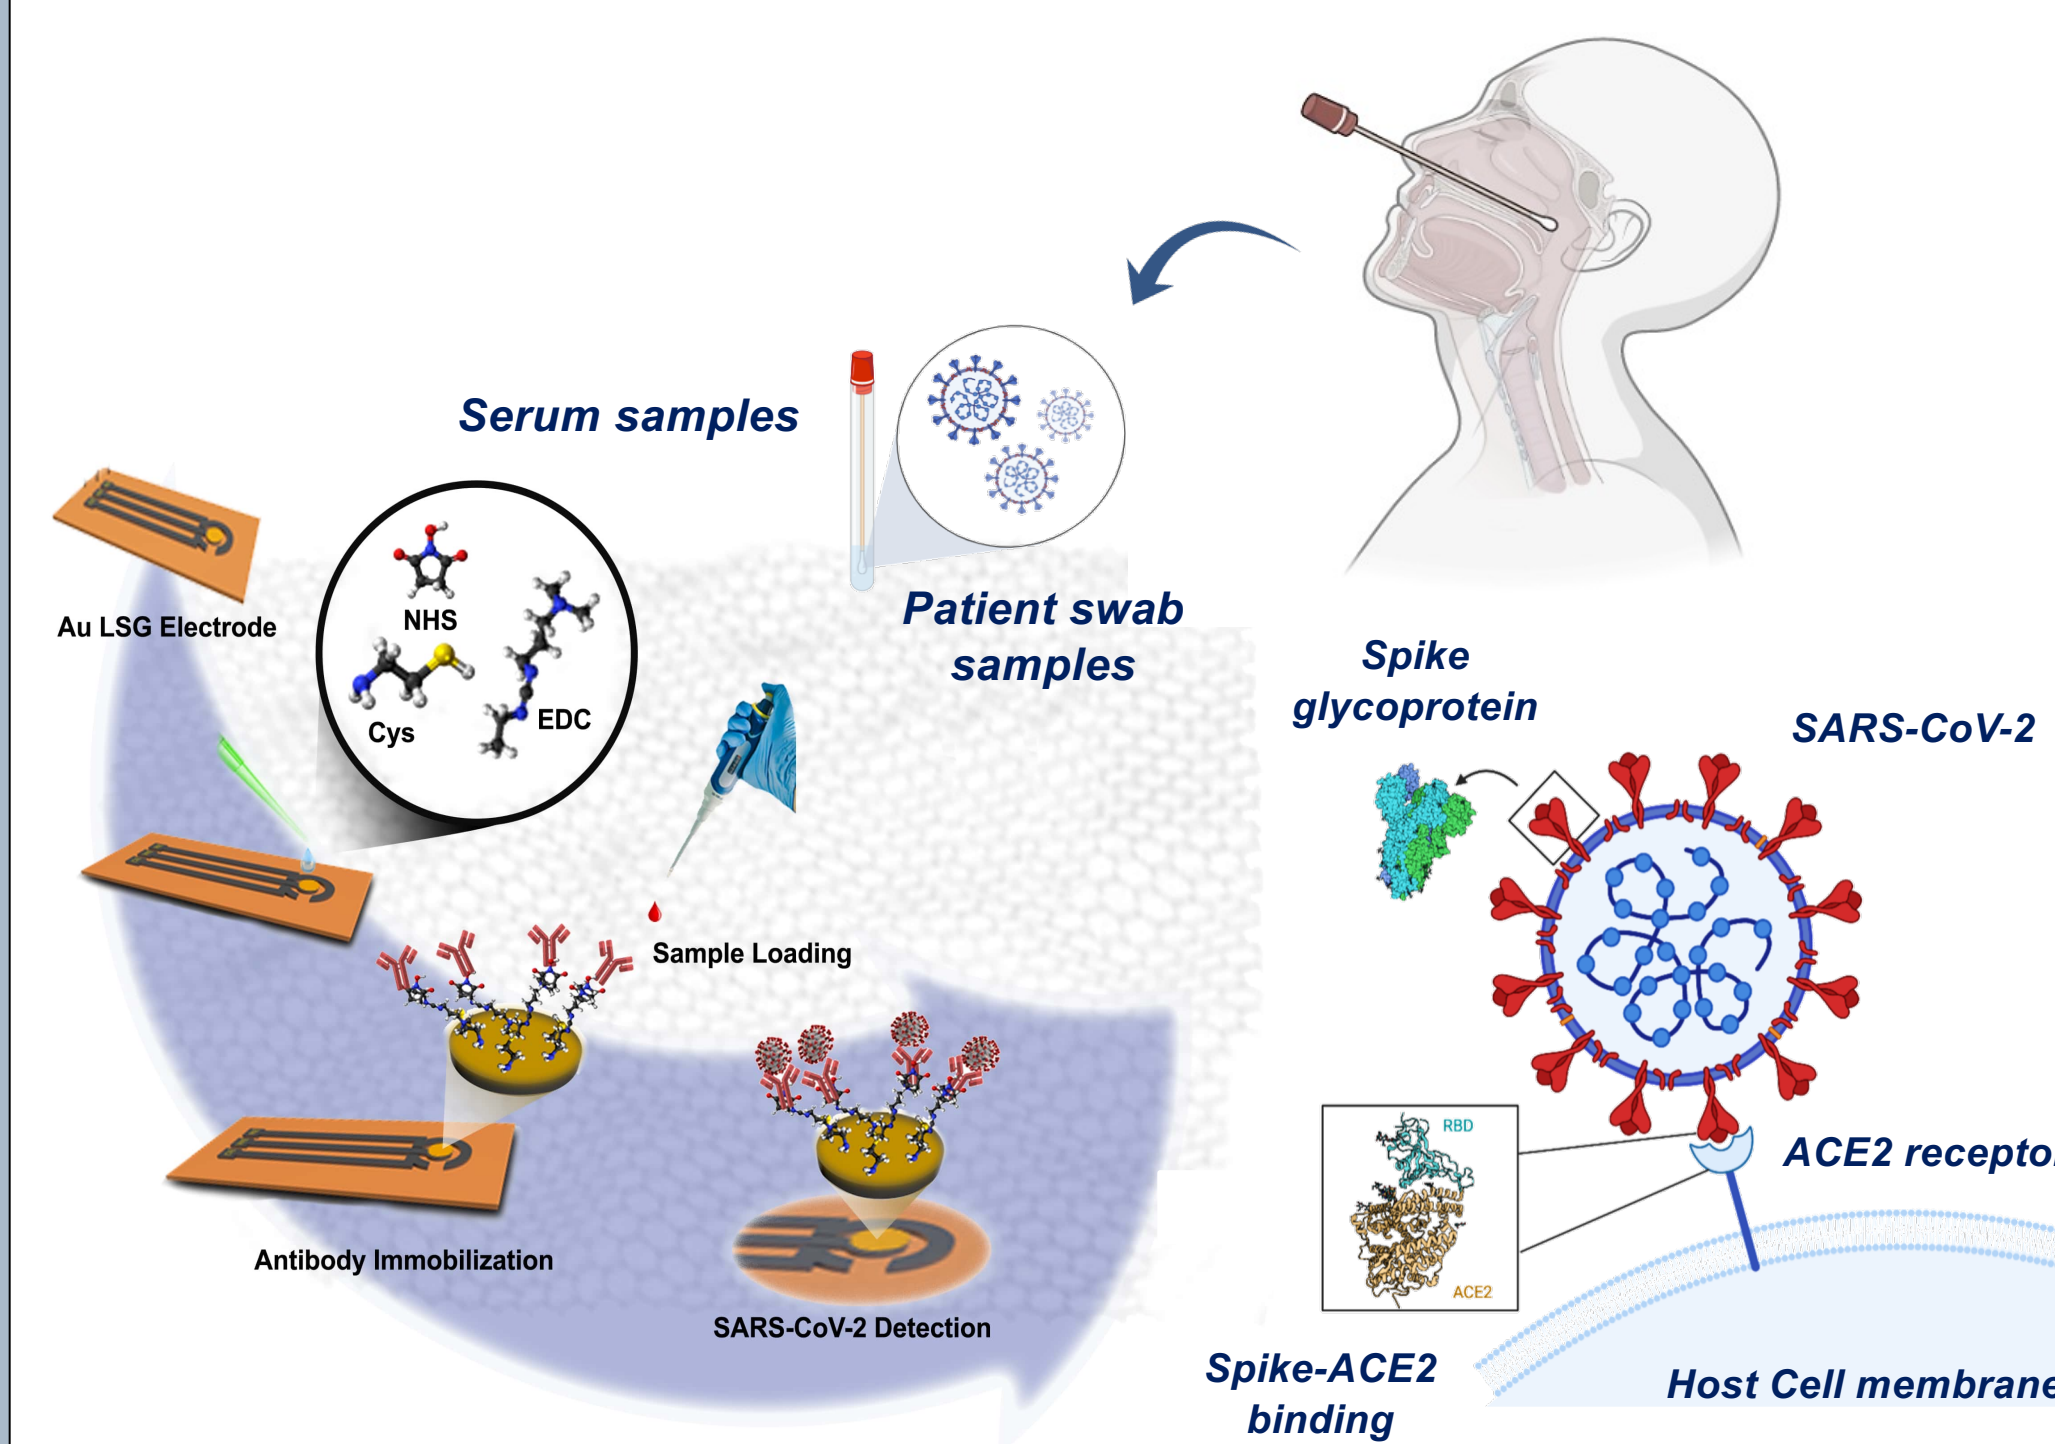 Serum samples
Patient swab
samples
Au LSG Electrode
NHS
Cys
EDC
Sample Loading
Antibody Immobilization
SARS-CoV-2 Detection
Spike
glycoprotein
SARS-CoV-2
RBD
ACE2
ACE2 receptor
Spike-ACE2
binding
Host Cell membrane